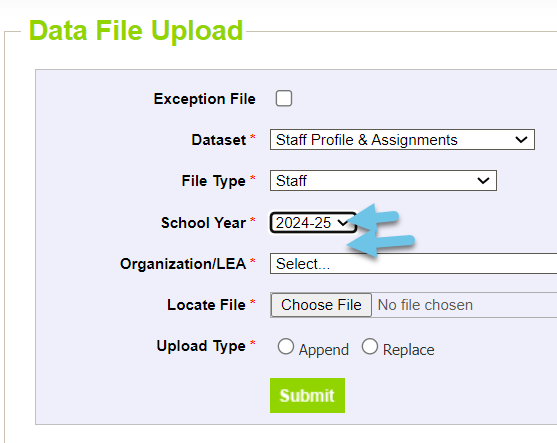 Data File Upload
Exception File
Dataset * Staff Profile & Assignments
File Type * Staff
School Year * 2024-25
Organization/LEA * Select...
Locate File * Choose File No file chosen
Upload Type * Append Replace
Submit